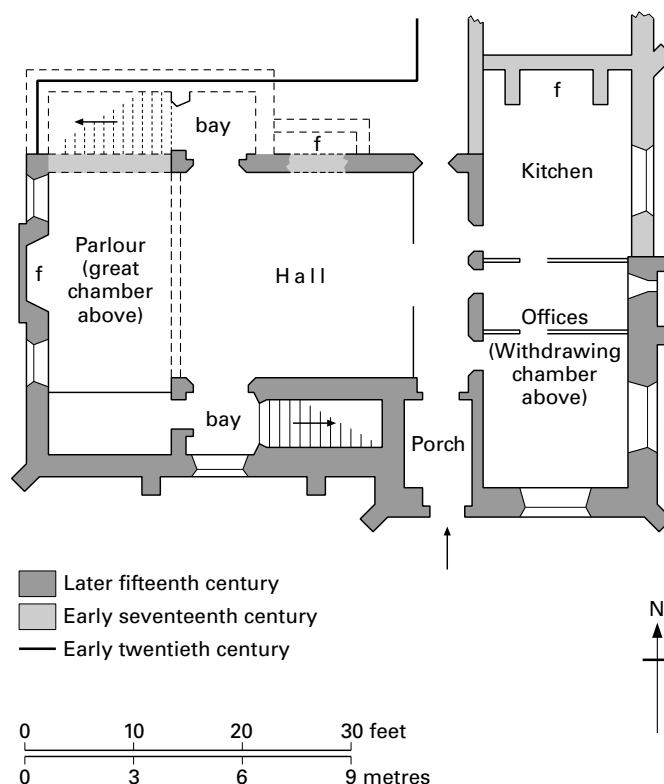 bay
f
f
Kitchen
Parlour
(great
chamber
above)
f
Hall
Offices
(Withdrawing
chamber
above)
bay
Porch
Later fifteenth century
Early seventeenth century
Early twentieth century
N
0 10 20 30 feet
0 3 6 9 metres